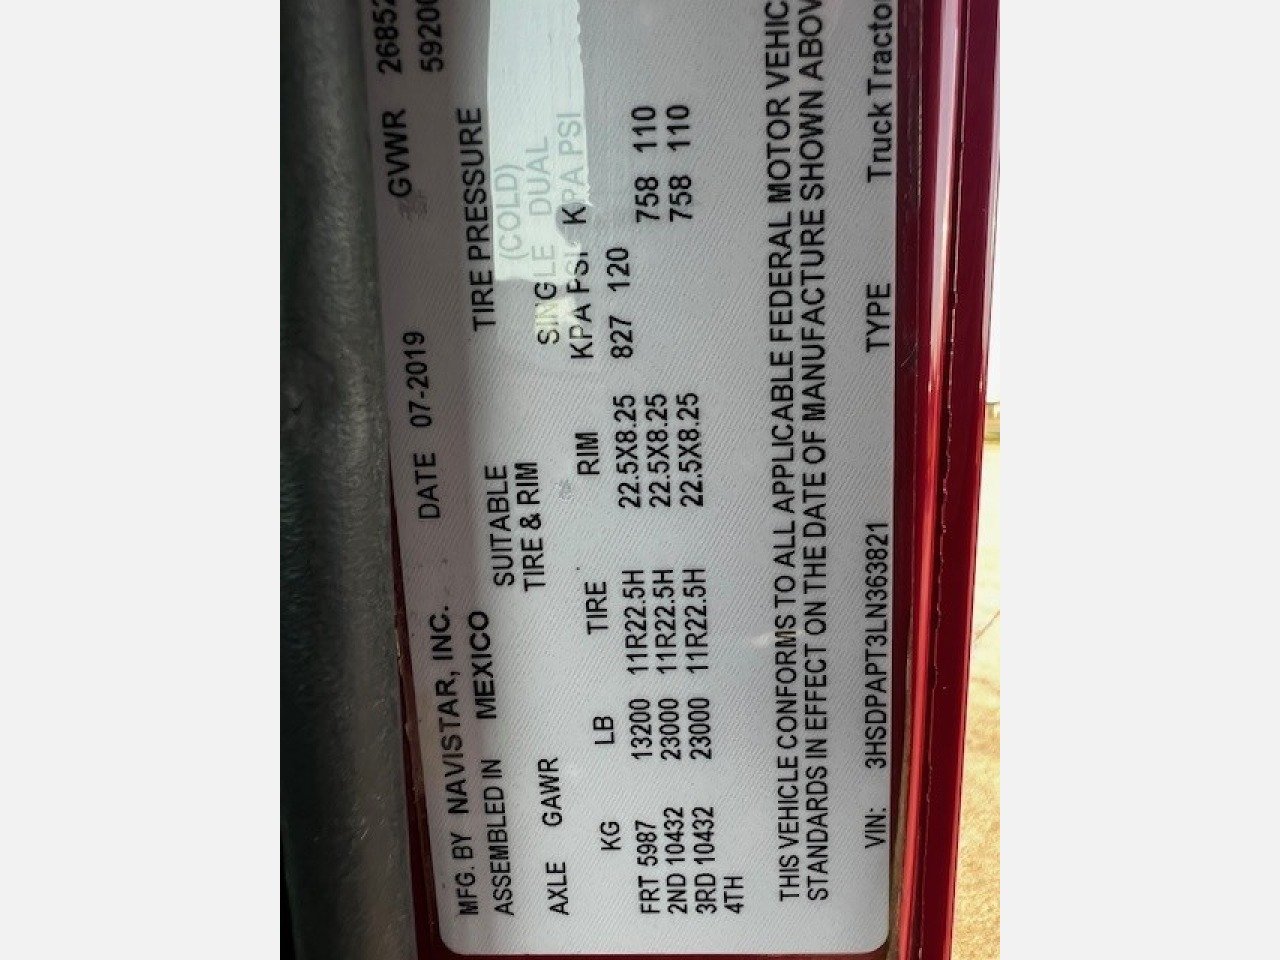 MFG. BY NAVISTAR, INC. DATE 07-2019 GVWR
ASSEMBLED IN MEXICO
SUITABLE TIRE PRESSURE
AXLE GAWR TIRE & RIM (COLD)
SINGLE DUAL
KG LB TIRE RIM KPA PSI KPA PSI
FRT 5987 13200 11R22.5H 22.5X8.25 827 120
2ND 10432 23000 11R22.5H 22.5X8.25 758 110
3RD 10432 23000 11R22.5H 22.5X8.25 758 110
4TH
THIS VEHICLE CONFORMS TO ALL APPLICABLE FEDERAL MOTOR VEHIC
STANDARDS IN EFFECT ON THE DATE OF MANUFACTURE SHOWN ABOV
VIN: 3HSDPAPT3LN363821 TYPE Truck Tracto